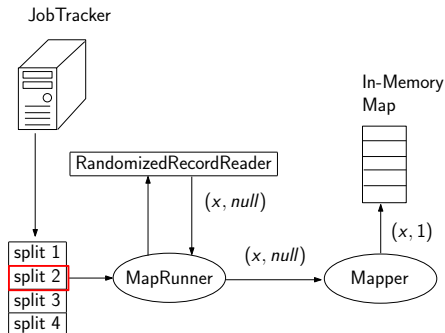 JobTracker
In-Memory
Map
RandomizedRecordReader
(x, null)
(x, 1)
split 1
split 2
split 3
split 4
MapRunner
(x, null)
Mapper